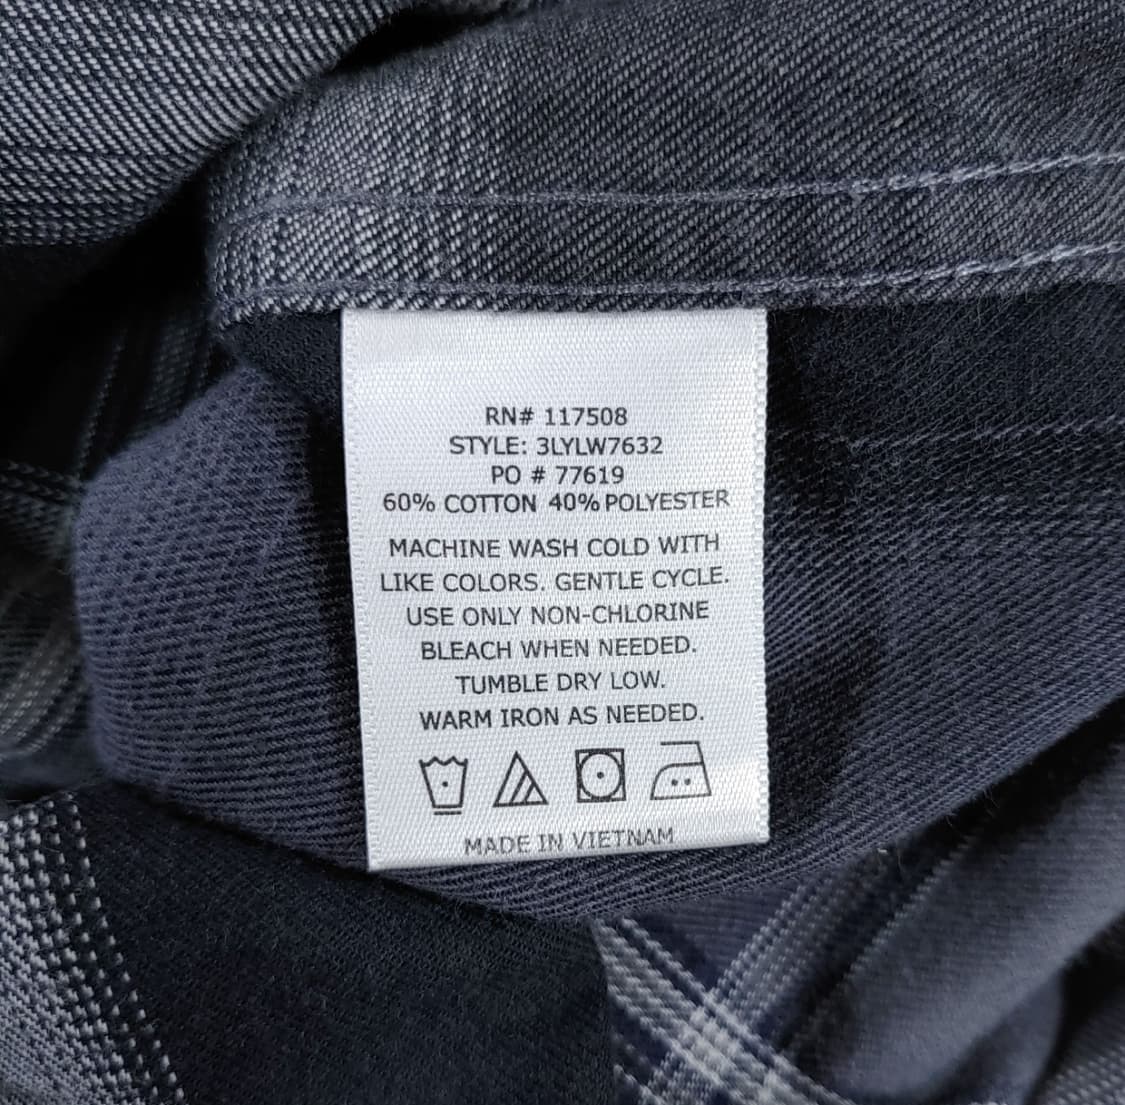 RN# 117508
STYLE: 3LYLW7632
PO # 77619
60% COTTON 40% POLYESTER
MACHINE WASH COLD WITH
LIKE COLORS. GENTLE CYCLE.
USE ONLY NON-CHLORINE
BLEACH WHEN NEEDED.
TUMBLE DRY LOW.
WARM IRON AS NEEDED.
MADE IN VIETNAM